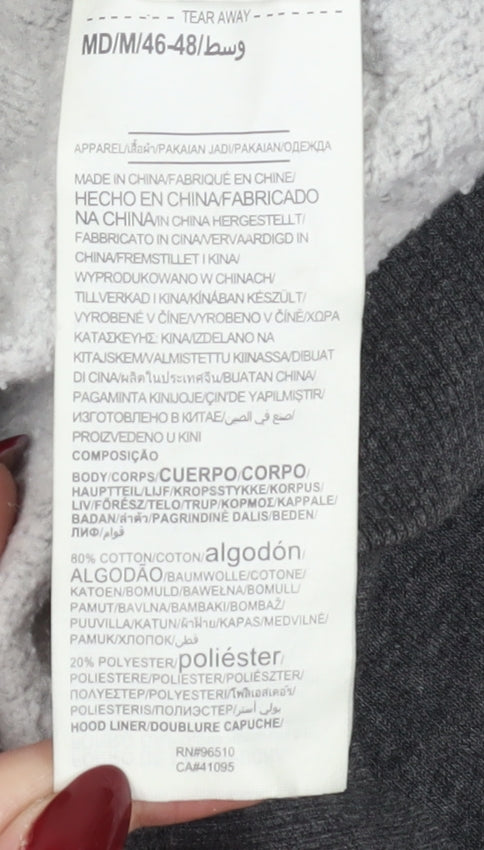 TEAR AWAY
MD/M/46-48/وسط
APPAREL/เสื้อผ้า/PAKAIAN JADI/PAKAIAN/ОДЕЖДА
MADE IN CHINA/FABRIQUÉ EN CHINE/
HECHO EN CHINA/FABRICADO
NA CHINA/IN CHINA HERGESTELLT/
FABBRICATO IN CINA/VERVAARDIGD IN
CHINA/FREMSTILLET I KINA/
WYPRODUKOWANO W CHINACH/
TILLVERKAD I KINA/KÍNÁBAN KÉSZÜLT/
VYROBENÉ V ČÍNE/VYROBENO V ČÍNĚ/ΧΩΡΑ
ΚΑΤΑΣΚΕΥΗΣ: KINA/IZDELANO NA
KITAJSKEM/VALMISTETTU KIINASSA/DIBUAT
DI CINA/ผลิตในประเทศจีน/BUATAN CHINA/
PAGAMINTA KINIJOJE/ÇİN'DE YAPILMIŞTIR/
ИЗГОТОВЛЕНО В КИТАЕ/صنع في الصين/
PROIZVEDENO U KINI
COMPOSIÇÃO
BODY/CORPS/CUERPO/CORPO/
HAUPTTEIL/LIJF/KROPSSTYKKE/KORPUS/
LIV/FŐRÉSZ/TELO/TRUP/ΚΟΡΜΟΣ/KAPPALE/
BADAN/ลำตัว/PAGRINDINĖ DALIS/BEDEN/
ЛИФ/قوام/
80% COTTON/COTON/algodón/
ALGODÃO/BAUMWOLLE/COTONE/
KATOEN/BOMULD/BAWEŁNA/BOMULL/
PAMUT/BAVLNA/BAMBAKI/BOMBAŽ/
PUUVILLA/KATUN/ผ้าฝ้าย/KAPAS/MEDVILNĖ/
PAMUK/ХЛОПОК/قطن/
20% POLYESTER/poliéster/
POLIESTERE/POLIESTER/POLIÉSZTER/
ΠΟΛΥΕΣΤΕΡ/POLYESTERI/โพลีเอสเตอร์/
POLIESTERIS/ПОЛИЭСТЕР/بولي أستر/
HOOD LINER/DOUBLURE CAPUCHE/
RN#96510
CA#41095